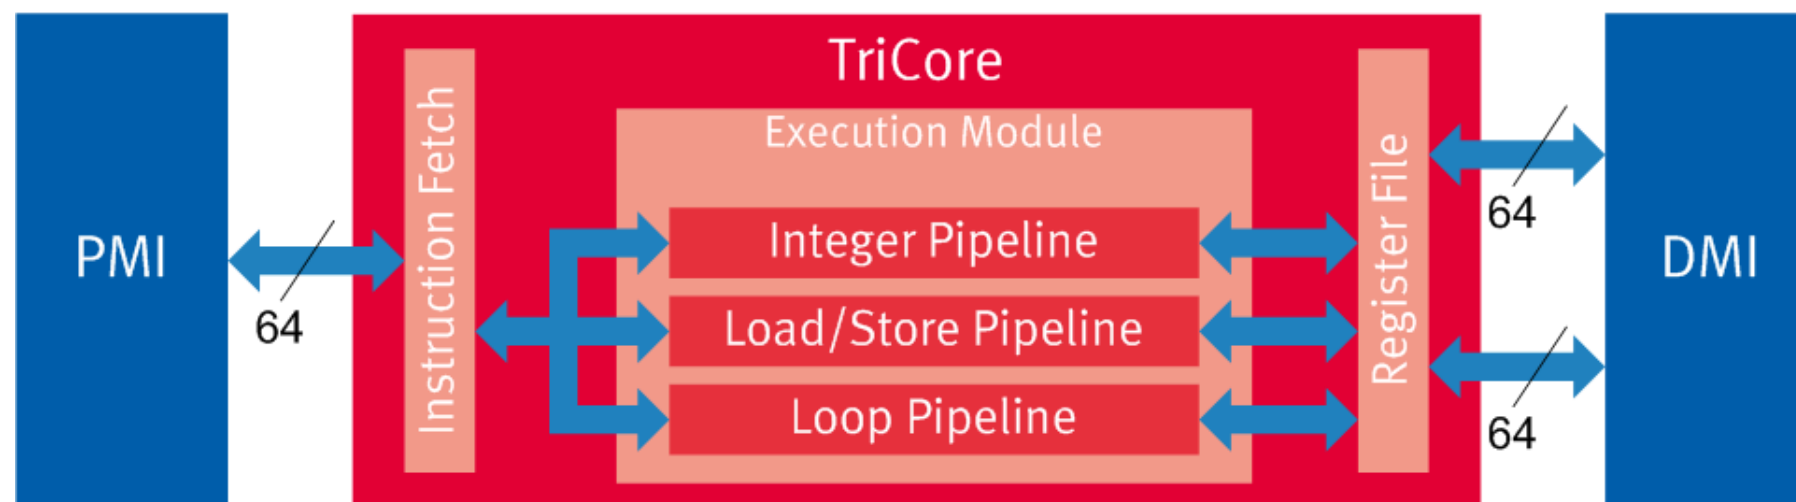 TriCore
Execution Module
PMI
64
Instruction Fetch
Integer Pipeline
Load/Store Pipeline
Loop Pipeline
Register File
64
64
DMI